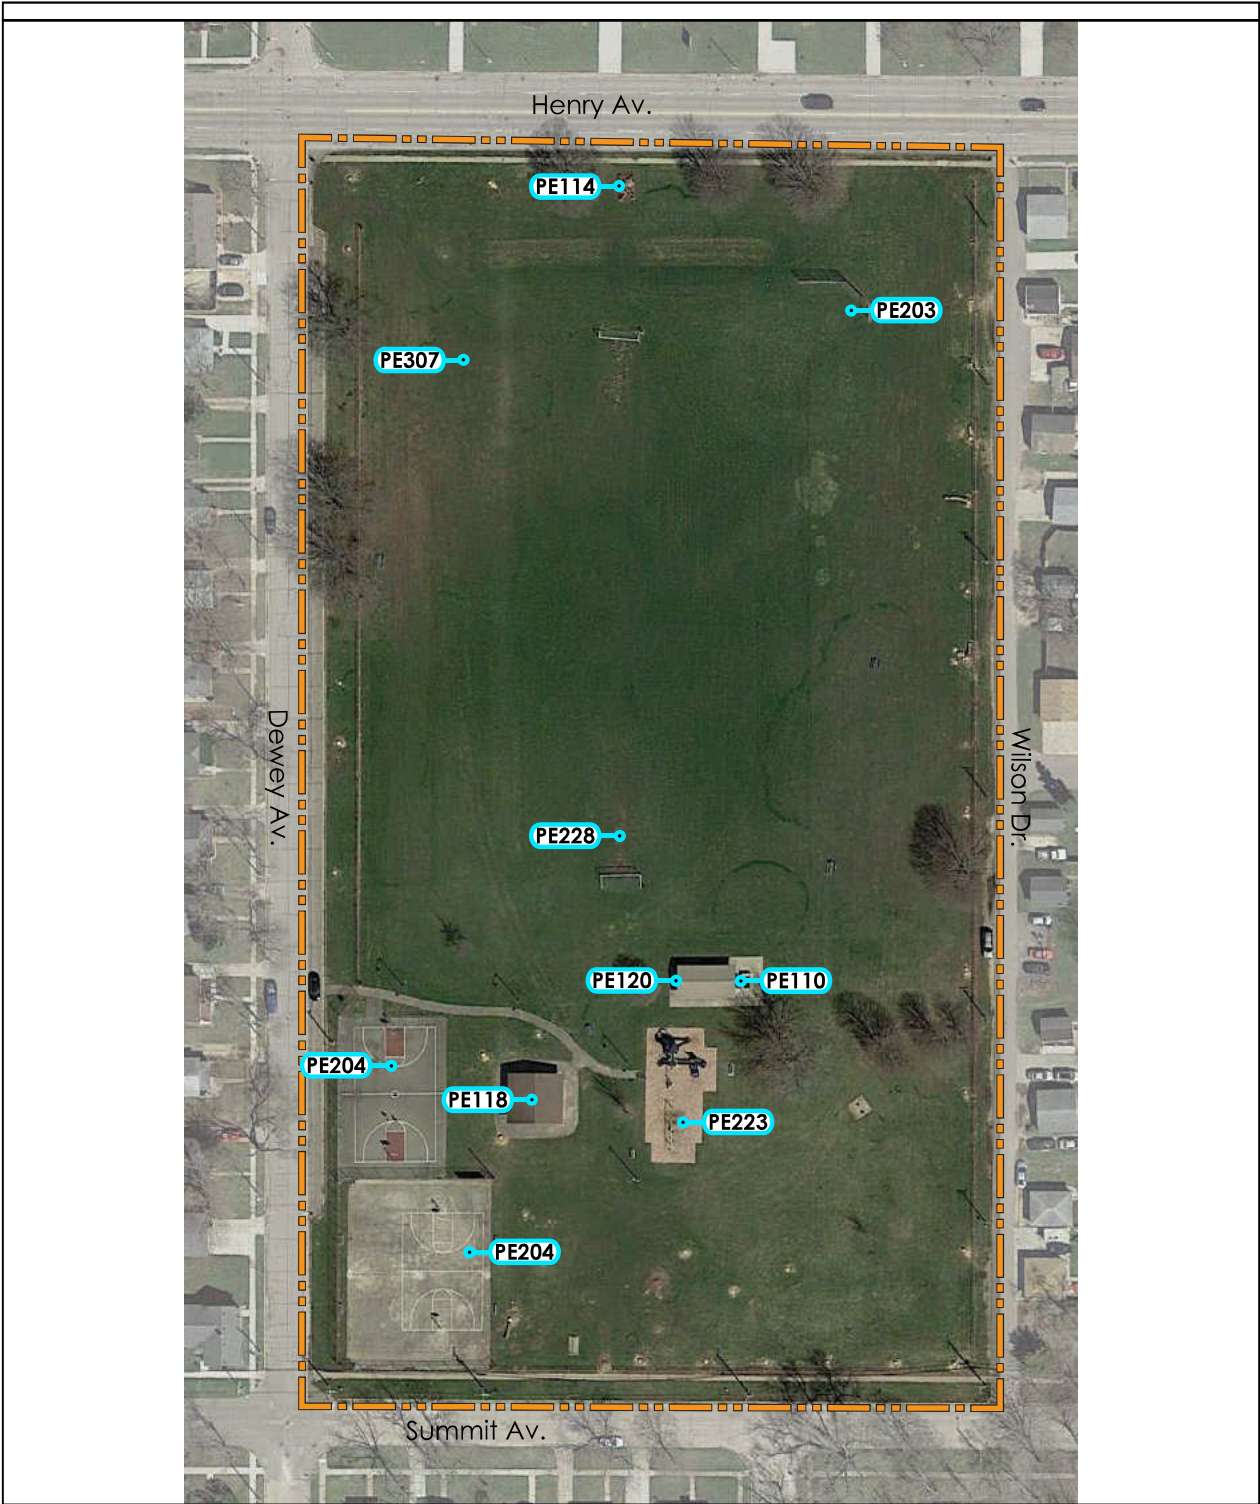 Henry Av.
PE114
PE203
PE307
Dewey Av.
Wilson Dr.
PE228
PE120
PE110
PE204
PE118
PE223
PE204
Summit Av.